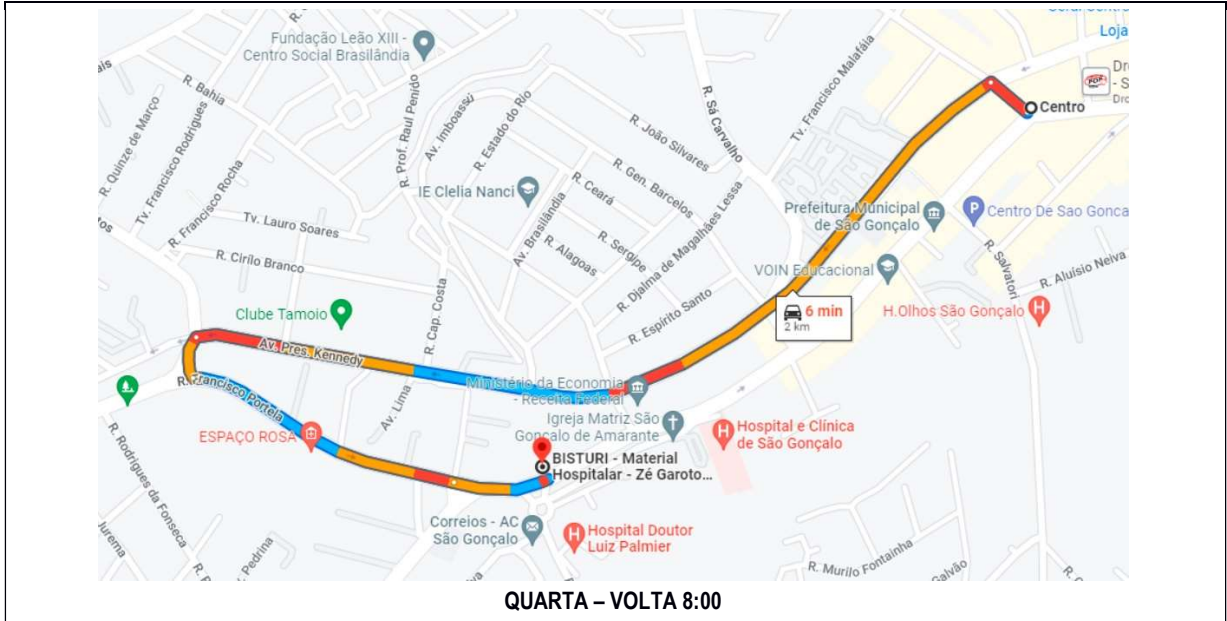 Fundação Leão XIII -
Centro Social Brasilândia
Loja
R. Bahia
R. Quinze de Março
Tv. Francisco Rodrigues
R. Francisco Rocha
R. Prof. Raul Penido
Av. Imboassú
R. Estado do Rio
R. João Silvares
R. Sá Carvalho
Tv. Francisco Malafáia
Centro
IE Clelia Nanci
R. Gen. Barcelos
R. Ceará
R. Sergipe
R. Alagoas
Av. Brasilândia
R. Djalma de Magalhães Lessa
R. Espírito Santo
Prefeitura Municipal
de São Gonçalo
Centro De Sao Gonca
VOIN Educacional
R. Salvatori
R. Aluisio Neiva
H.Olhos São Gonçalo
Tv. Lauro Soares
R. Cirilo Branco
R. Cap. Costa
Clube Tamoio
6 min
2 km
Av. Pres. Kennedy
R. Francisco Portela
Av. Lima
Ministério da Economia
- Receita Federal
Igreja Matriz São
Gonçalo de Amarante
Hospital e Clínica
de São Gonçalo
ESPAÇO ROSA
BISTURI - Material
Hospitalar - Zé Garoto...
R. Rodrigues da Fonseca
Correios - AC
São Gonçalo
Hospital Doutor
Luiz Palmier
Jurema
Pedrina
R. Murilo Fontainha
Galvão
QUARTA – VOLTA 8:00